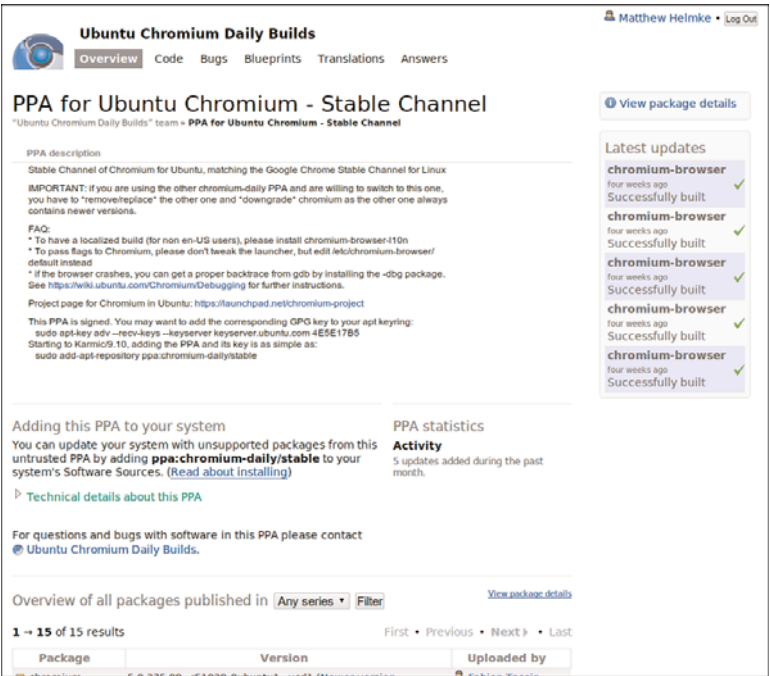 Matthew Helmke • Log Out
Ubuntu Chromium Daily Builds
Overview Code Bugs Blueprints Translations Answers
PPA for Ubuntu Chromium - Stable Channel
"Ubuntu Chromium Daily Builds" team » PPA for Ubuntu Chromium - Stable Channel
PPA description
Stable Channel of Chromium for Ubuntu, matching the Google Chrome Stable Channel for Linux
IMPORTANT: if you are using the other chromium-daily PPA and are willing to switch to this one,
you have to *remove/replace* the other one and *downgrade* chromium as the other one always
contains newer versions.
FAQ:
* To have a localized build (for non en-US users), please install chromium-browser-l10n
* To pass flags to Chromium, please don't tweak the launcher, but edit /etc/chromium-browser/
default instead
* if the browser crashes, you can get a proper backtrace from gdb by installing the -dbg package.
See https://wiki.ubuntu.com/Chromium/Debugging for further instructions.
Project page for Chromium in Ubuntu: https://launchpad.net/chromium-project
This PPA is signed. You may want to add the corresponding GPG key to your apt keyring:
sudo apt-key adv --recv-keys --keyserver keyserver.ubuntu.com 4E5E17B5
Starting to Karmic/9.10, adding the PPA and its key is as simple as:
sudo add-apt-repository ppa:chromium-daily/stable
View package details
Latest updates
chromium-browser
four weeks ago
Successfully built
chromium-browser
four weeks ago
Successfully built
chromium-browser
four weeks ago
Successfully built
chromium-browser
four weeks ago
Successfully built
chromium-browser
four weeks ago
Successfully built
Adding this PPA to your system
You can update your system with unsupported packages from this
untrusted PPA by adding ppa:chromium-daily/stable to your
system's Software Sources. (Read about installing)
Technical details about this PPA
For questions and bugs with software in this PPA please contact
Ubuntu Chromium Daily Builds.
PPA statistics
Activity
5 updates added during the past
month.
Overview of all packages published in Any series Filter
View package details
1 → 15 of 15 results
First • Previous • Next • Last
Package Version Uploaded by